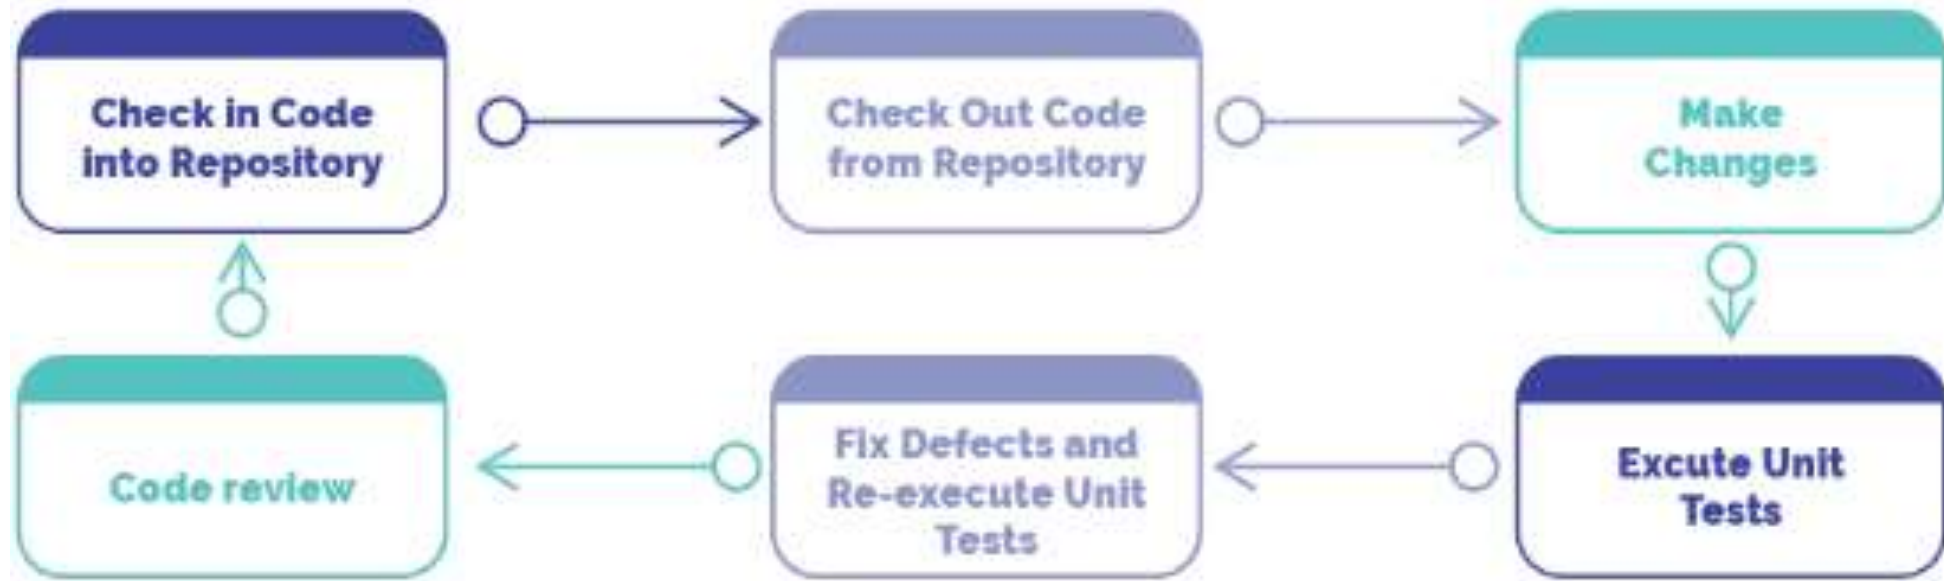 Check in Code
into Repository
Check Out Code
from Repository
Make
Changes
Code review
Fix Defects and
Re-execute Unit
Tests
Excute Unit
Tests